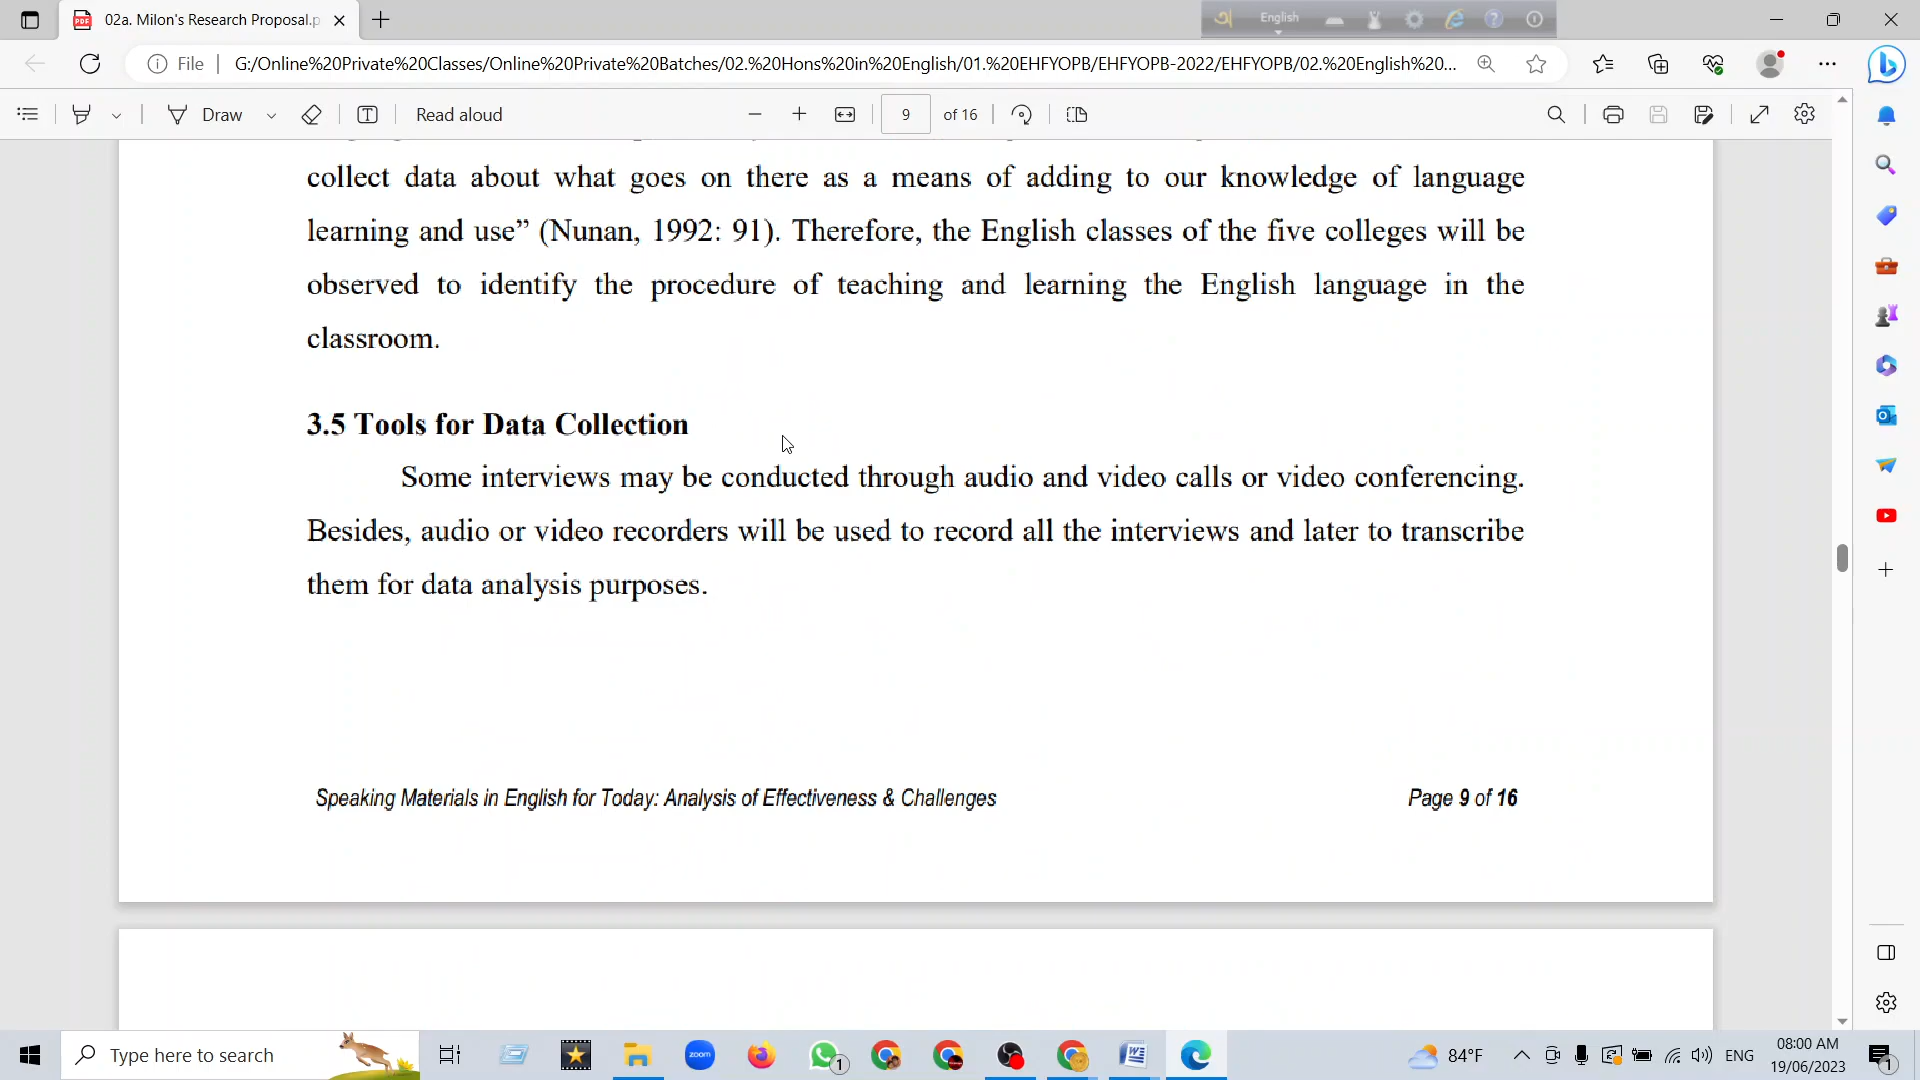 02a. Milon's Research Proposal.p
English
File
G:/Online%20Private%20Classes/Online%20Private%20Batches/02.%20Hons%20in%20English/01.%20EHFYOPB/EHFYOPB-2022/EHFYOPB/02.%20English%20...
Draw
Read aloud
9
of 16
collect data about what goes on there as a means of adding to our knowledge of language
learning and use” (Nunan, 1992: 91). Therefore, the English classes of the five colleges will be
observed to identify the procedure of teaching and learning the English language in the
classroom.
3.5 Tools for Data Collection
Some interviews may be conducted through audio and video calls or video conferencing.
Besides, audio or video recorders will be used to record all the interviews and later to transcribe
them for data analysis purposes.
Speaking Materials in English for Today: Analysis of Effectiveness & Challenges
Page 9 of 16
Type here to search
zoom
1
84°F
ENG
08:00 AM
19/06/2023
1